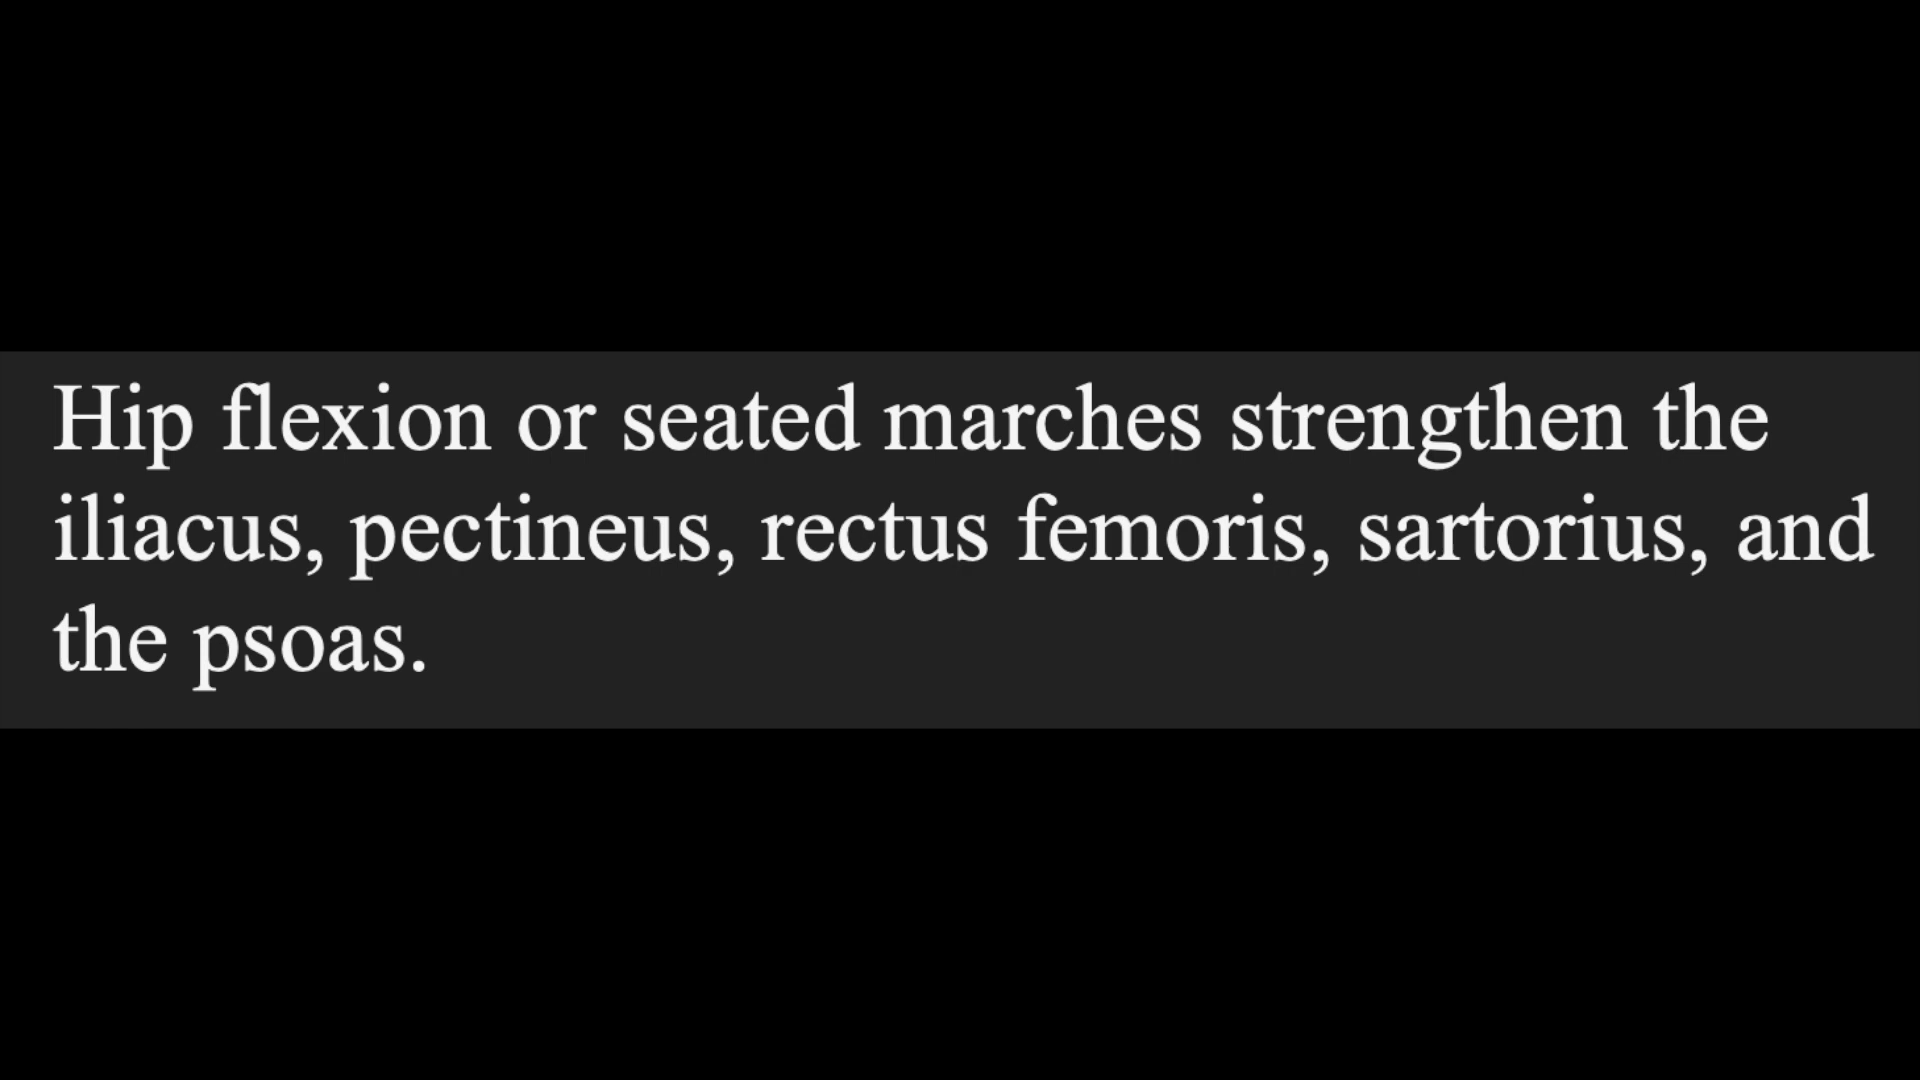 Hip flexion or seated marches strengthen the
iliacus, pectineus, rectus femoris, sartorius, and
the psoas.